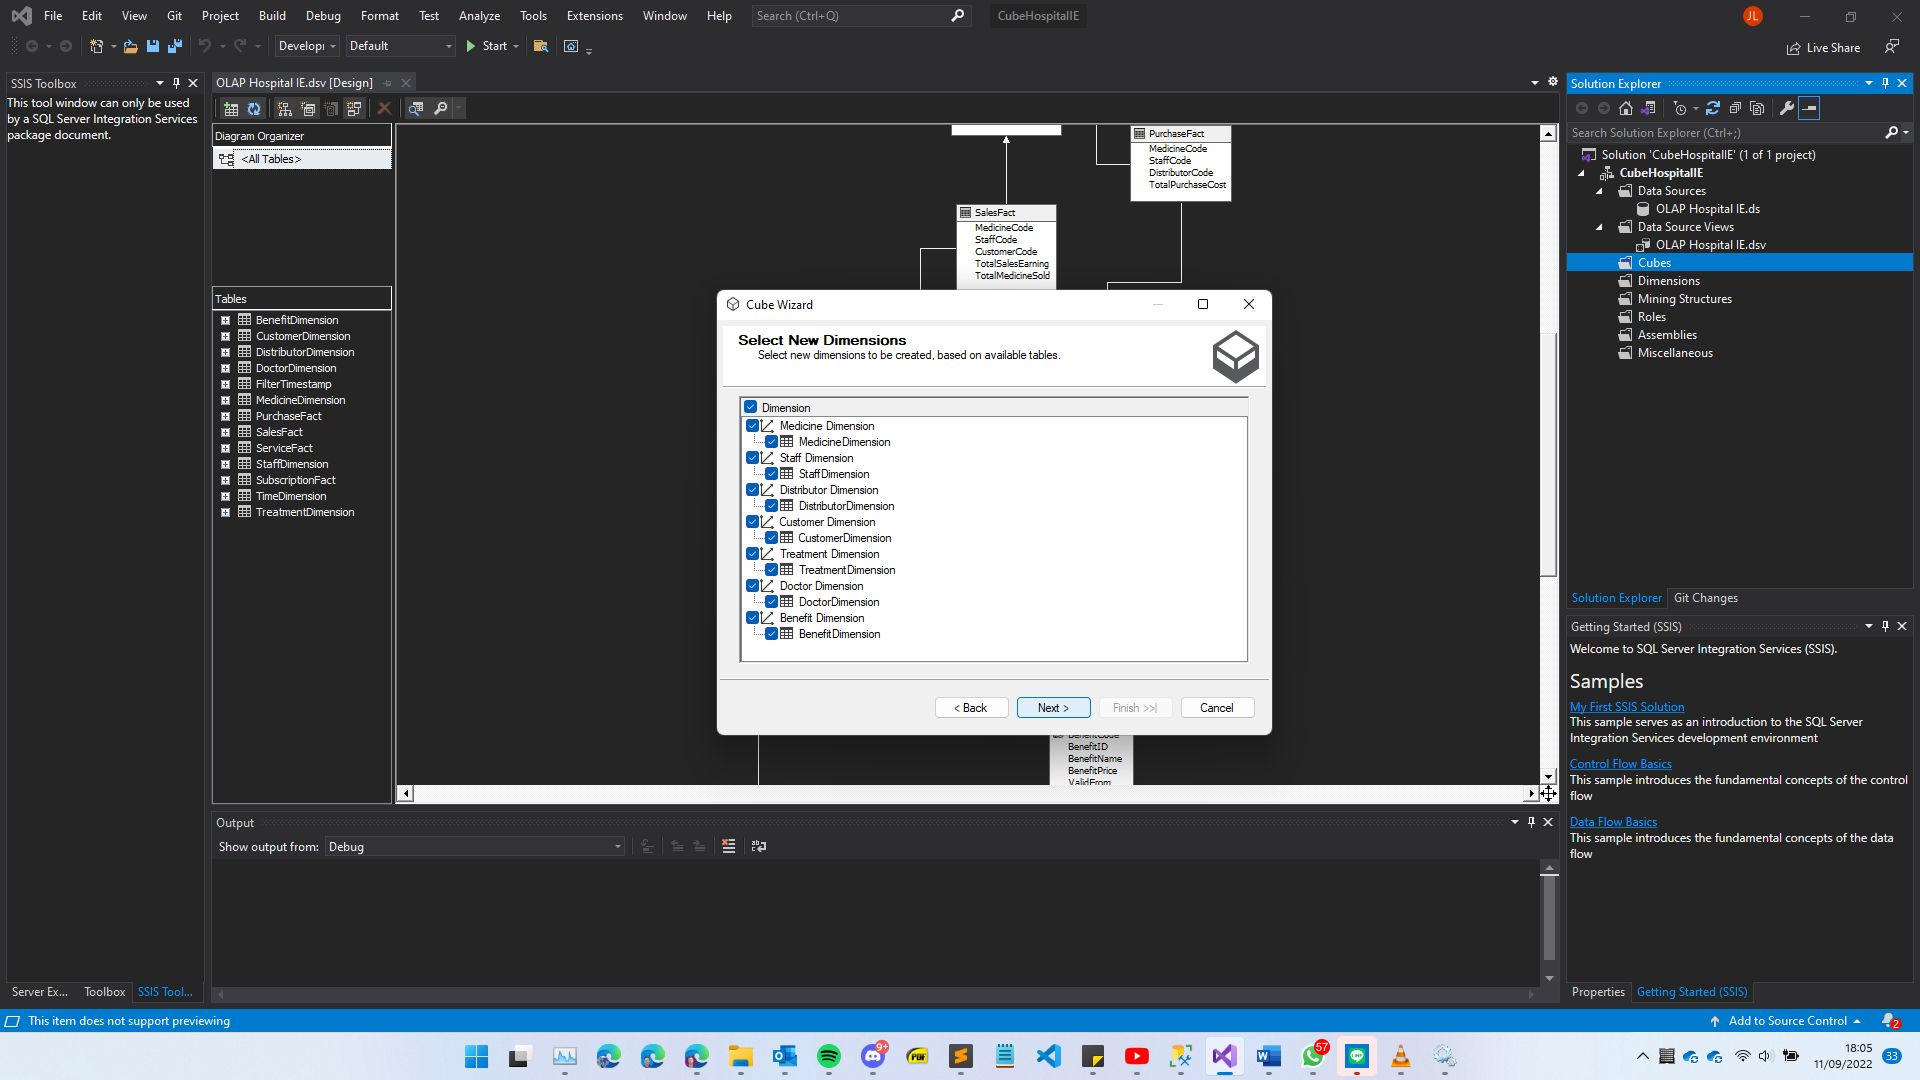 File Edit View Git Project Build Debug Format Test Analyze Tools Extensions Window Help Search (Ctrl+Q) CubeHospitalIE JL
Developi Default Start Live Share
SSIS Toolbox
This tool window can only be used
by a SQL Server Integration Services
package document.
OLAP Hospital IE.dsv [Design]
Diagram Organizer
<All Tables>
Tables
BenefitDimension
CustomerDimension
DistributorDimension
DoctorDimension
FilterTimestamp
MedicineDimension
PurchaseFact
SalesFact
ServiceFact
StaffDimension
SubscriptionFact
TimeDimension
TreatmentDimension
PurchaseFact
MedicineCode
StaffCode
DistributorCode
TotalPurchaseCost
SalesFact
MedicineCode
StaffCode
CustomerCode
TotalSalesEarning
TotalMedicineSold
Cube Wizard
Select New Dimensions
Select new dimensions to be created, based on available tables.
Dimension
Medicine Dimension
MedicineDimension
Staff Dimension
StaffDimension
Distributor Dimension
DistributorDimension
Customer Dimension
CustomerDimension
Treatment Dimension
TreatmentDimension
Doctor Dimension
DoctorDimension
Benefit Dimension
BenefitDimension
< Back Next > Finish >>| Cancel
BenefitCode
BenefitID
BenefitName
BenefitPrice
ValidFrom
Output
Show output from: Debug
Server Ex... Toolbox SSIS Tool...
Solution Explorer
Search Solution Explorer (Ctrl+;)
Solution 'CubeHospitalIE' (1 of 1 project)
CubeHospitalIE
Data Sources
OLAP Hospital IE.ds
Data Source Views
OLAP Hospital IE.dsv
Cubes
Dimensions
Mining Structures
Roles
Assemblies
Miscellaneous
Solution Explorer Git Changes
Getting Started (SSIS)
Welcome to SQL Server Integration Services (SSIS).
Samples
My First SSIS Solution
This sample serves as an introduction to the SQL Server
Integration Services development environment
Control Flow Basics
This sample introduces the fundamental concepts of the control
flow
Data Flow Basics
This sample introduces the fundamental concepts of the data
flow
Properties Getting Started (SSIS)
This item does not support previewing
Add to Source Control 2
9+ PDF 57
18:05
11/09/2022
33